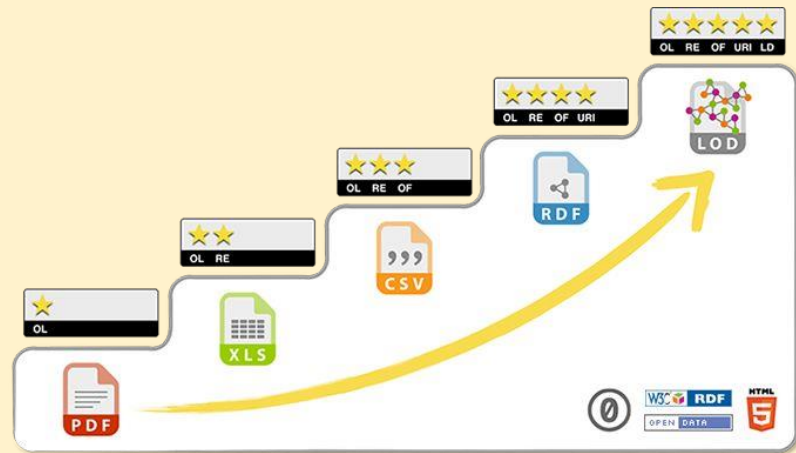 OL RE OF URI LD
OL RE OF URI
OL RE OF
OL RE
OL
LOD
RDF
CSV
XLS
PDF
W3C RDF
OPEN DATA
HTML
5
0